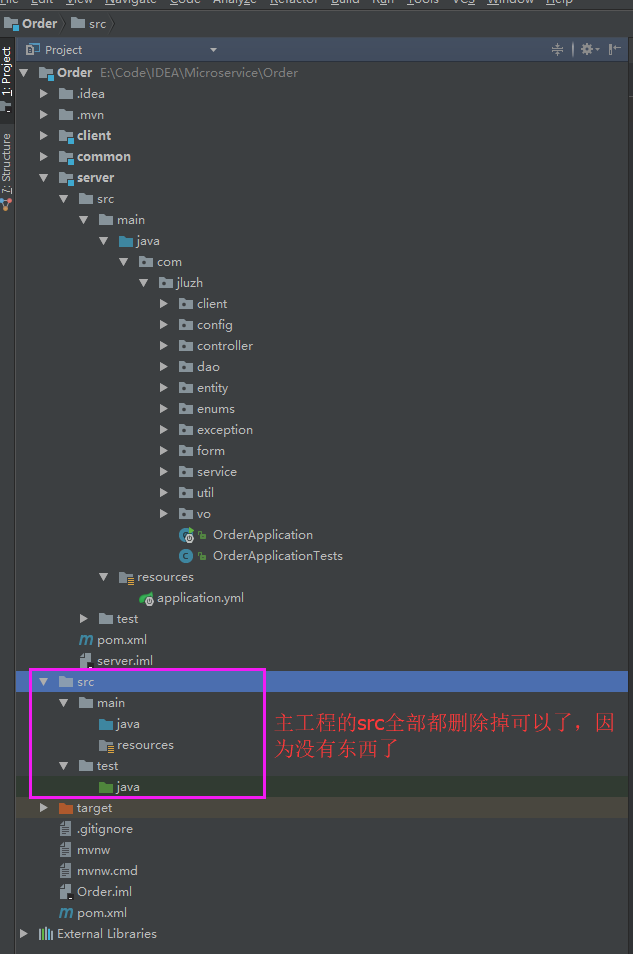 Order src
Project
1: Project
7: Structure
Order E:\Code\IDEA\Microservice\Order
.idea
.mvn
client
common
server
src
main
java
com
jluzh
client
config
controller
dao
entity
enums
exception
form
service
util
vo
OrderApplication
OrderApplicationTests
resources
application.yml
test
pom.xml
server.iml
src
main
java
resources
test
java
主工程的src全部都删除掉可以了，因
为没有东西了
target
.gitignore
mvnw
mvnw.cmd
Order.iml
pom.xml
External Libraries